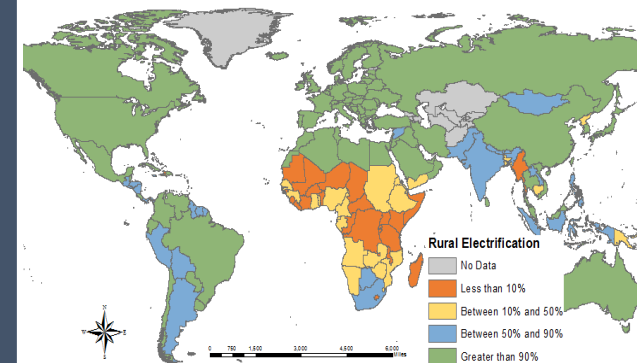 Rural Electrification
No Data
Less than 10%
Between 10% and 50%
Between 50% and 90%
Greater than 90%
N
W E
S
0 750 1,500 3,000 4,500 6,000
Miles